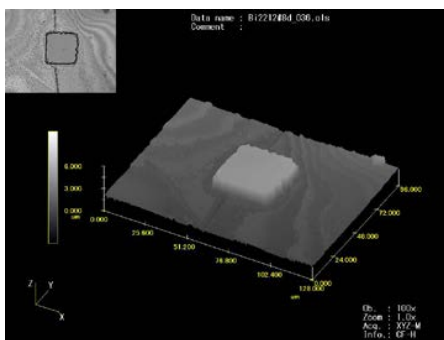 Data name : Bi2212#8d_036.ols
Comment :
6.000
3.000
0.000
um
0.000
25.600
51.200
76.800
102.400
128.000
um
0.000
24.000
48.000
72.000
96.000
Z
Y
X
Ob. : 100x
Zoom : 1.0x
Acq. : XYZ-M
Info.: CF-H